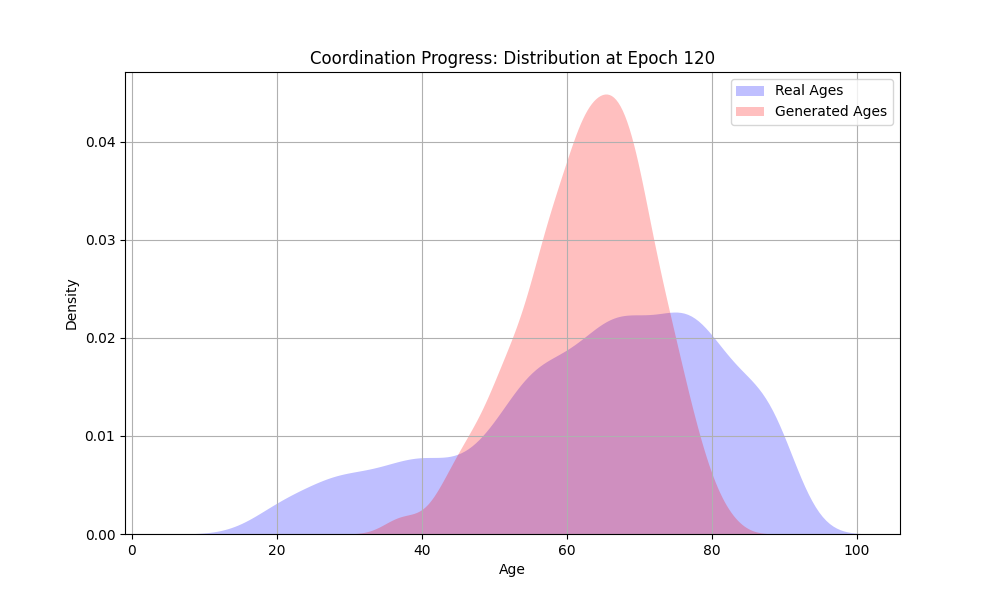 Coordination Progress: Distribution at Epoch 120
Real Ages
Generated Ages
0.04
0.03
0.02
0.01
0.00
Density
0 20 40 60 80 100
Age